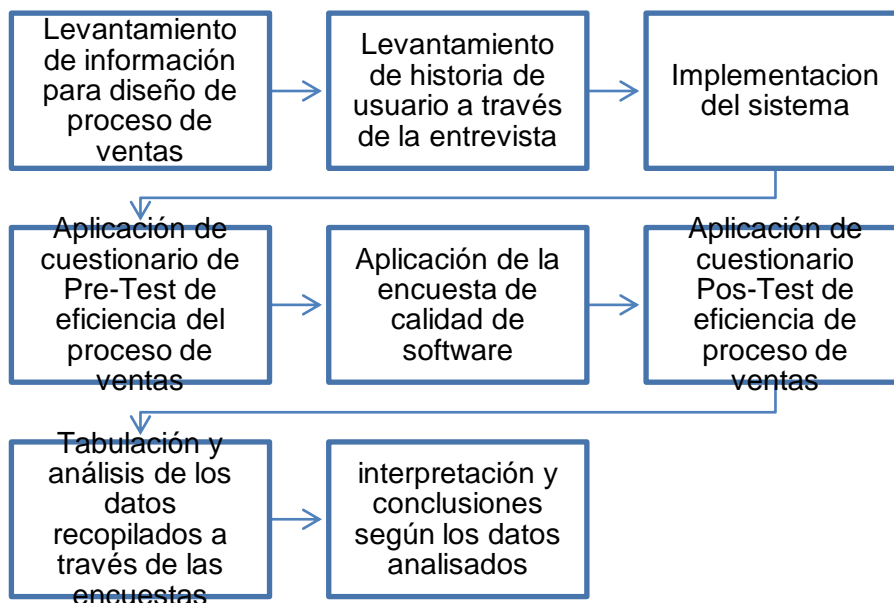 Levantamiento
de información
para diseño de
proceso de
ventas
Levantamiento
de historia de
usuario a través
de la entrevista
Implementacion
del sistema
Aplicación de
cuestionario de
Pre-Test de
eficiencia del
proceso de
ventas
Aplicación de la
encuesta de
calidad de
software
Aplicación de
cuestionario
Pos-Test de
eficiencia de
proceso de
ventas
Tabulación y
análisis de los
datos
recopilados a
través de las
encuestas
interpretación y
conclusiones
según los datos
analisados